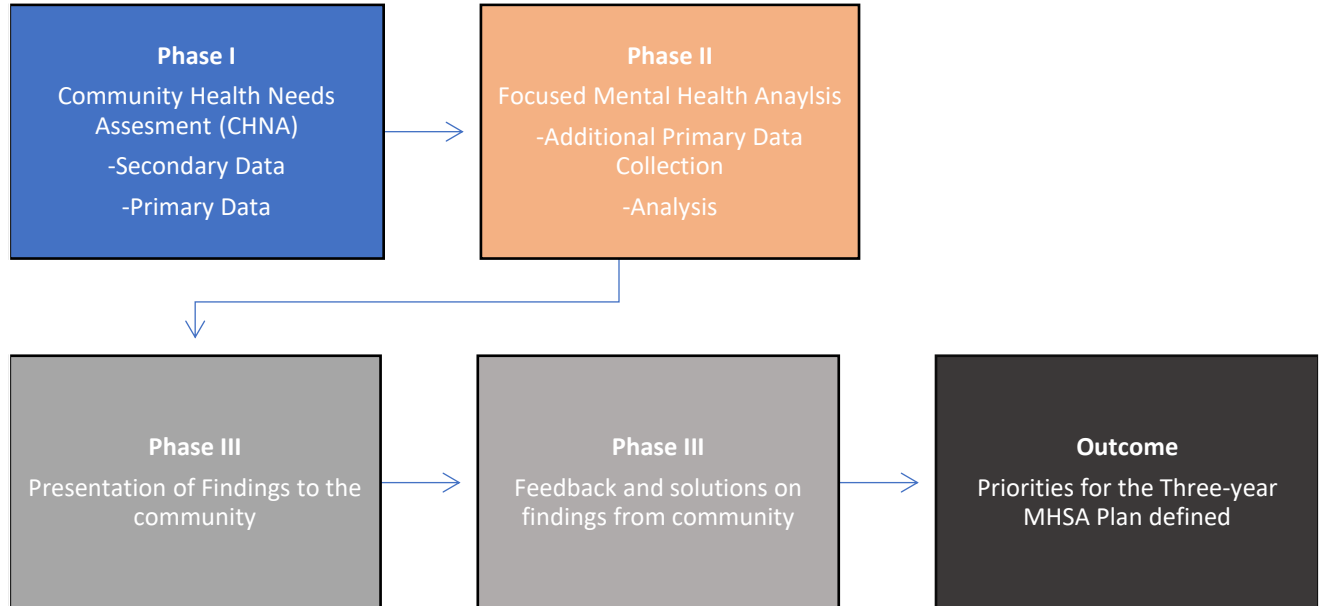 Phase I
Community Health Needs
Assesment (CHNA)
-Secondary Data
-Primary Data
Phase II
Focused Mental Health Anaylsis
-Additional Primary Data
Collection
-Analysis
Phase III
Presentation of Findings to the
community
Phase III
Feedback and solutions on
findings from community
Outcome
Priorities for the Three-year
MHSA Plan defined